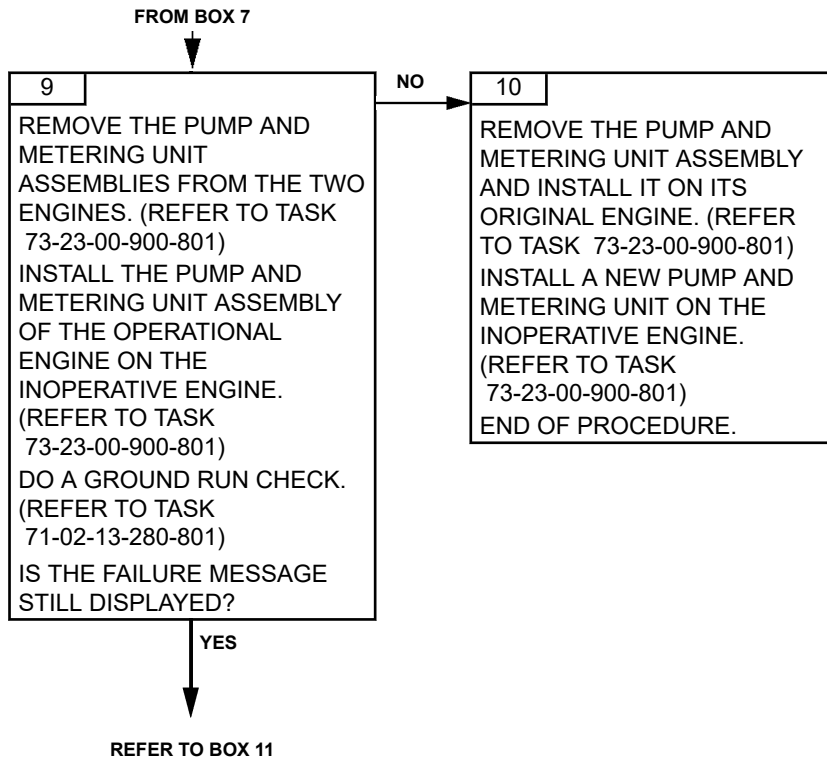 FROM BOX 7
9
REMOVE THE PUMP AND
METERING UNIT
ASSEMBLIES FROM THE TWO
ENGINES. (REFER TO TASK
73-23-00-900-801)
INSTALL THE PUMP AND
METERING UNIT ASSEMBLY
OF THE OPERATIONAL
ENGINE ON THE
INOPERATIVE ENGINE.
(REFER TO TASK
73-23-00-900-801)
DO A GROUND RUN CHECK.
(REFER TO TASK
71-02-13-280-801)
IS THE FAILURE MESSAGE
STILL DISPLAYED?
NO
10
REMOVE THE PUMP AND
METERING UNIT ASSEMBLY
AND INSTALL IT ON ITS
ORIGINAL ENGINE. (REFER
TO TASK 73-23-00-900-801)
INSTALL A NEW PUMP AND
METERING UNIT ON THE
INOPERATIVE ENGINE.
(REFER TO TASK
73-23-00-900-801)
END OF PROCEDURE.
YES
REFER TO BOX 11